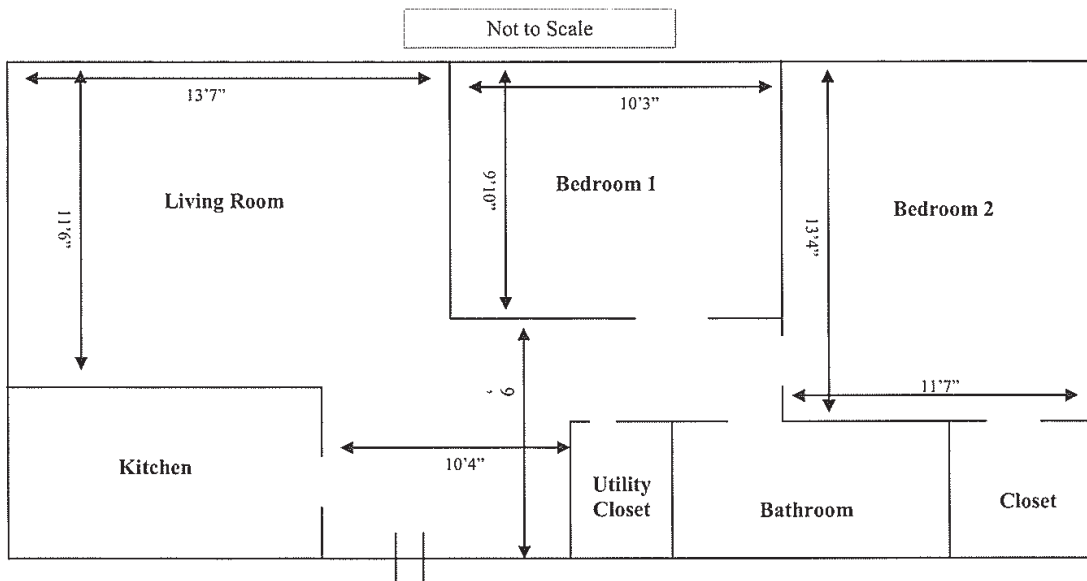 Not to Scale
13'7”
10'3”
Living Room
11'6”
9'10”
Bedroom 1
Bedroom 2
13'4”
11'7”
9'
10'4”
Kitchen
Utility
Closet
Bathroom
Closet